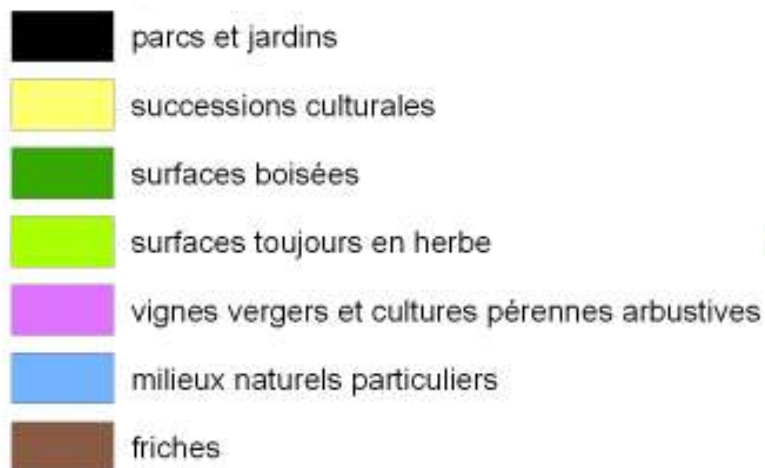 parcs et jardins
successions culturales
surfaces boisées
surfaces toujours en herbe
vignes vergers et cultures pérennes arbustives
milieux naturels particuliers
friches